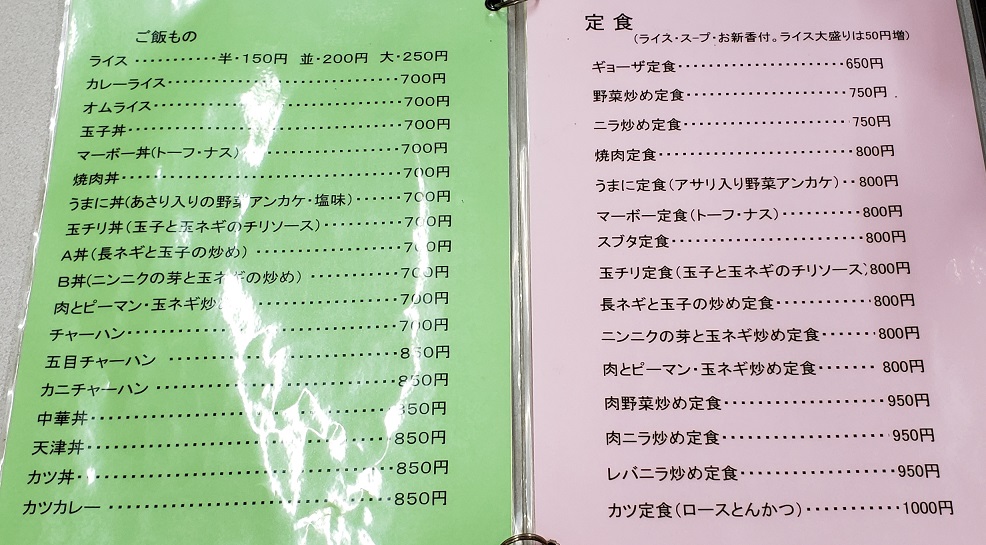 ご飯もの
ライス ・・・・・・・・・・・半・150円 並・200円 大・250円
カレーライス・・・・・・・・・・・・・・・・・・・・・・・・・・・700円
オムライス・・・・・・・・・・・・・・・・・・・・・・・・・・・・・700円
玉子丼・・・・・・・・・・・・・・・・・・・・・・・・・・・・・・・・700円
マーボー丼(トーフ・ナス)・・・・・・・・・・・・・・・・・・700円
焼肉丼・・・・・・・・・・・・・・・・・・・・・・・・・・・・・・・・700円
うまに丼(あさり入りの野菜アンカケ・塩味)・・・・・・700円
玉チリ丼(玉子と玉ネギのチリソース)・・・・・・・・・700円
A丼(長ネギと玉子の炒め) ・・・・・・・・・・・・・・・・700円
B丼(ニンニクの芽と玉ネギの炒め) ・・・・・・・・・・700円
肉とピーマン・玉ネギ炒め・・・・・・・・・・・・・・・・・700円
チャーハン・・・・・・・・・・・・・・・・・・・・・・・・・・・・・700円
五目チャーハン ・・・・・・・・・・・・・・・・・・・・・・・・850円
カニチャーハン ・・・・・・・・・・・・・・・・・・・・・・・・850円
中華丼・・・・・・・・・・・・・・・・・・・・・・・・・・・・・・・・850円
天津丼・・・・・・・・・・・・・・・・・・・・・・・・・・・・・・・・850円
カツ丼・・・・・・・・・・・・・・・・・・・・・・・・・・・・・・・・850円
カツカレー ・・・・・・・・・・・・・・・・・・・・・・・・・・・・850円
定食
(ライス・スープ・お新香付。ライス大盛りは50円増)
ギョーザ定食・・・・・・・・・・・・・・・・・・・・・650円
野菜炒め定食・・・・・・・・・・・・・・・・・・・・・750円
ニラ炒め定食・・・・・・・・・・・・・・・・・・・・・750円
焼肉定食・・・・・・・・・・・・・・・・・・・・・・・・・800円
うまに定食(アサリ入り野菜アンカケ)・・800円
マーボー定食(トーフ・ナス)・・・・・・・・・・800円
スブタ定食・・・・・・・・・・・・・・・・・・・・・・・800円
玉チリ定食(玉子と玉ネギのチリソース)800円
長ネギと玉子の炒め定食・・・・・・・・・・・・800円
ニンニクの芽と玉ネギ炒め定食・・・・・・・800円
肉とピーマン・玉ネギ炒め定食・・・・・・・ 800円
肉野菜炒め定食・・・・・・・・・・・・・・・・・・・950円
肉ニラ炒め定食・・・・・・・・・・・・・・・・・・・950円
レバニラ炒め定食・・・・・・・・・・・・・・・・・950円
カツ定食(ロースとんかつ)・・・・・・・・・・・1000円